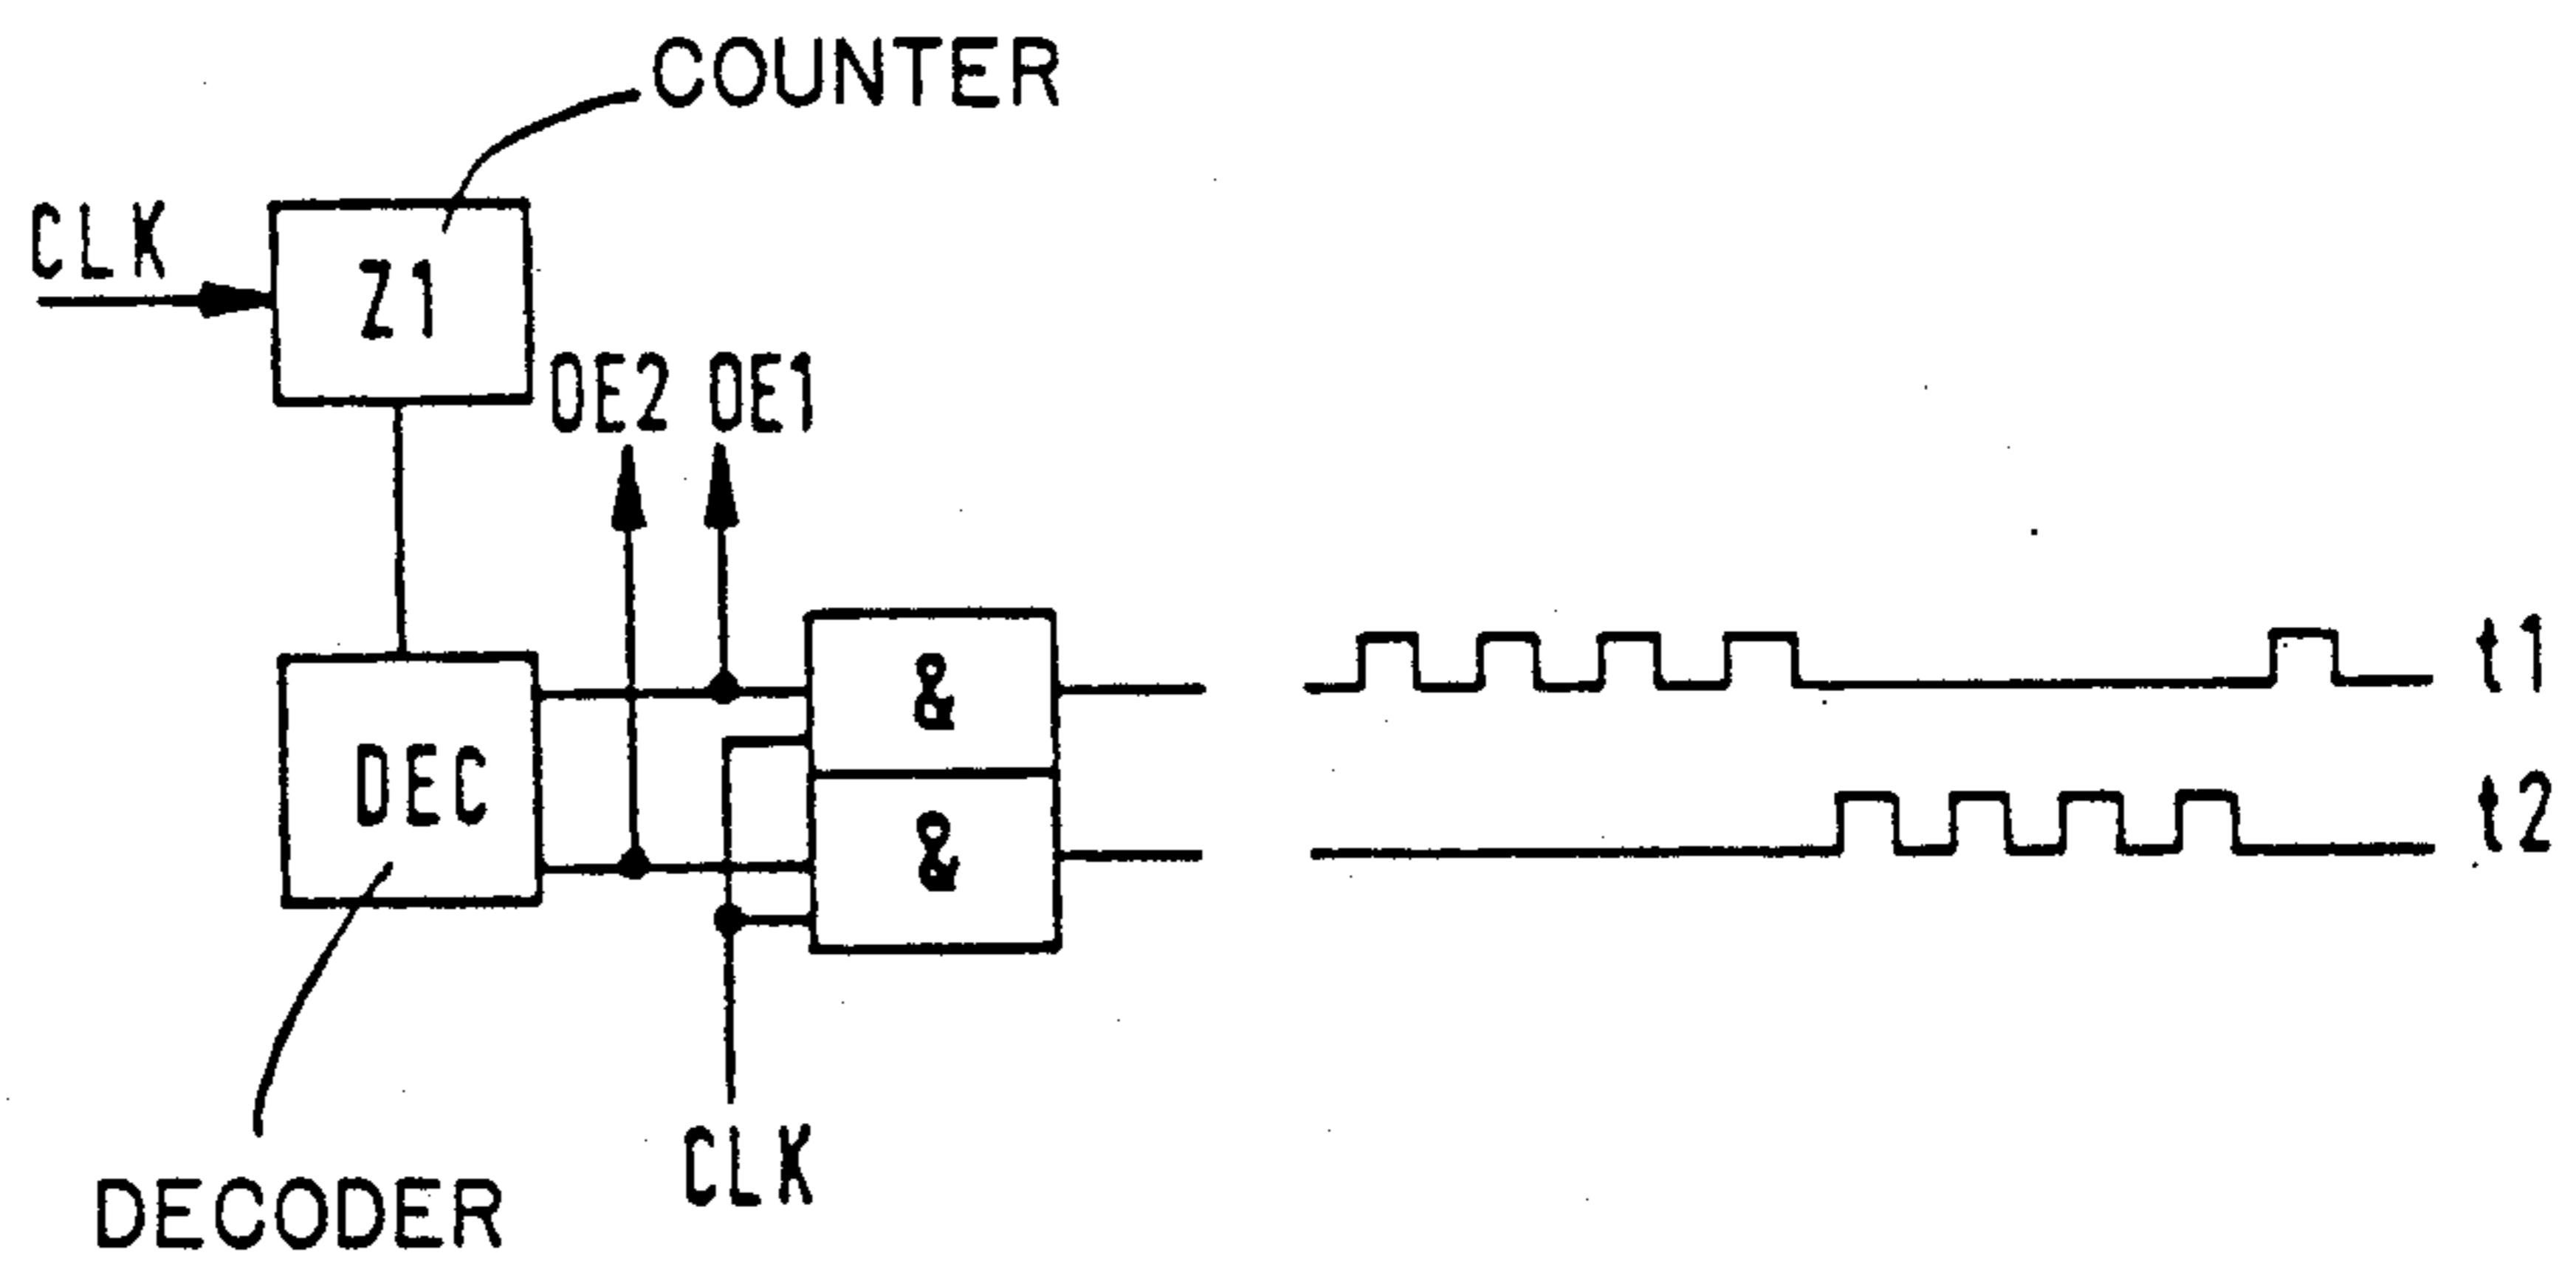 COUNTER
CLK
Z1
OE2 OE1
&
t1
DEC
&
t2
CLK
DECODER